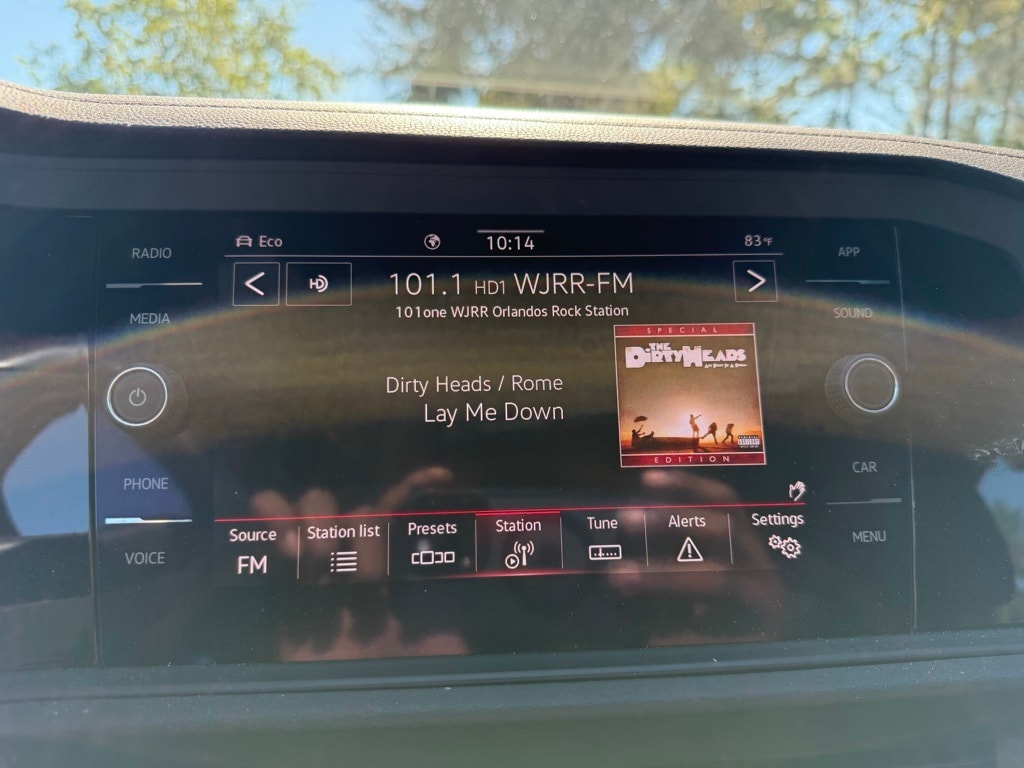 RADIO
MEDIA
PHONE
VOICE
Eco
10:14
83°F
HD
101.1 HD1 WJRR-FM
101one WJRR Orlandos Rock Station
Dirty Heads / Rome
Lay Me Down
SPECIAL
THE
DIRTY HEADS
EDITION
Source
FM
Station list
Presets
Station
Tune
Alerts
Settings
APP
SOUND
CAR
MENU